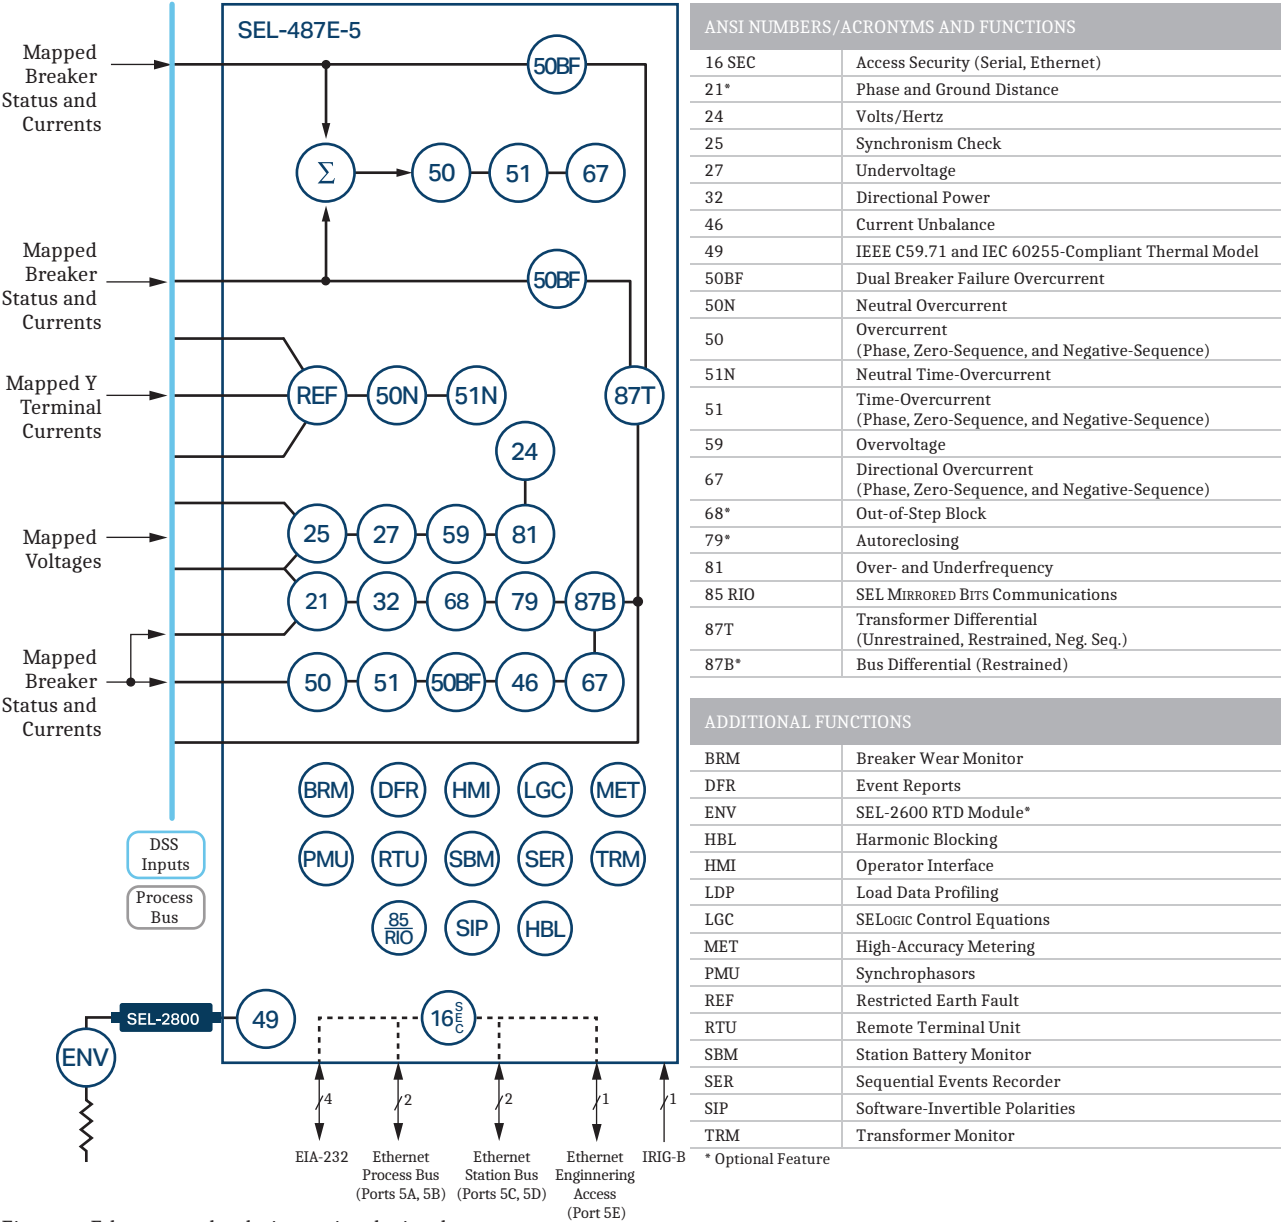 SEL-487E-5
Mapped
Breaker
Status and
Currents
50BF
Σ
50
51
67
Mapped
Breaker
Status and
Currents
50BF
Mapped Y
Terminal
Currents
REF
50N
51N
87T
24
Mapped
Voltages
25
27
59
81
21
32
68
79
87B
Mapped
Breaker
Status and
Currents
50
51
50BF
46
67
BRM
DFR
HMI
LGC
MET
PMU
RTU
SBM
SER
TRM
85
RIO
SIP
HBL
DSS
Inputs
Process
Bus
SEL-2800
49
16 SEC
ENV
4
2
2
1
1
EIA-232
Ethernet
Process Bus
(Ports 5A, 5B)
Ethernet
Station Bus
(Ports 5C, 5D)
Ethernet
Enginnering
Access
(Port 5E)
IRIG-B
ANSI NUMBERS/ACRONYMS AND FUNCTIONS
16 SEC Access Security (Serial, Ethernet)
21* Phase and Ground Distance
24 Volts/Hertz
25 Synchronism Check
27 Undervoltage
32 Directional Power
46 Current Unbalance
49 IEEE C59.71 and IEC 60255-Compliant Thermal Model
50BF Dual Breaker Failure Overcurrent
50N Neutral Overcurrent
50 Overcurrent
(Phase, Zero-Sequence, and Negative-Sequence)
51N Neutral Time-Overcurrent
51 Time-Overcurrent
(Phase, Zero-Sequence, and Negative-Sequence)
59 Overvoltage
67 Directional Overcurrent
(Phase, Zero-Sequence, and Negative-Sequence)
68* Out-of-Step Block
79* Autoreclosing
81 Over- and Underfrequency
85 RIO SEL MIRRORED BITS Communications
87T Transformer Differential
(Unrestrained, Restrained, Neg. Seq.)
87B* Bus Differential (Restrained)
ADDITIONAL FUNCTIONS
BRM Breaker Wear Monitor
DFR Event Reports
ENV SEL-2600 RTD Module*
HBL Harmonic Blocking
HMI Operator Interface
LDP Load Data Profiling
LGC SELOGIC Control Equations
MET High-Accuracy Metering
PMU Synchrophasors
REF Restricted Earth Fault
RTU Remote Terminal Unit
SBM Station Battery Monitor
SER Sequential Events Recorder
SIP Software-Invertible Polarities
TRM Transformer Monitor
* Optional Feature